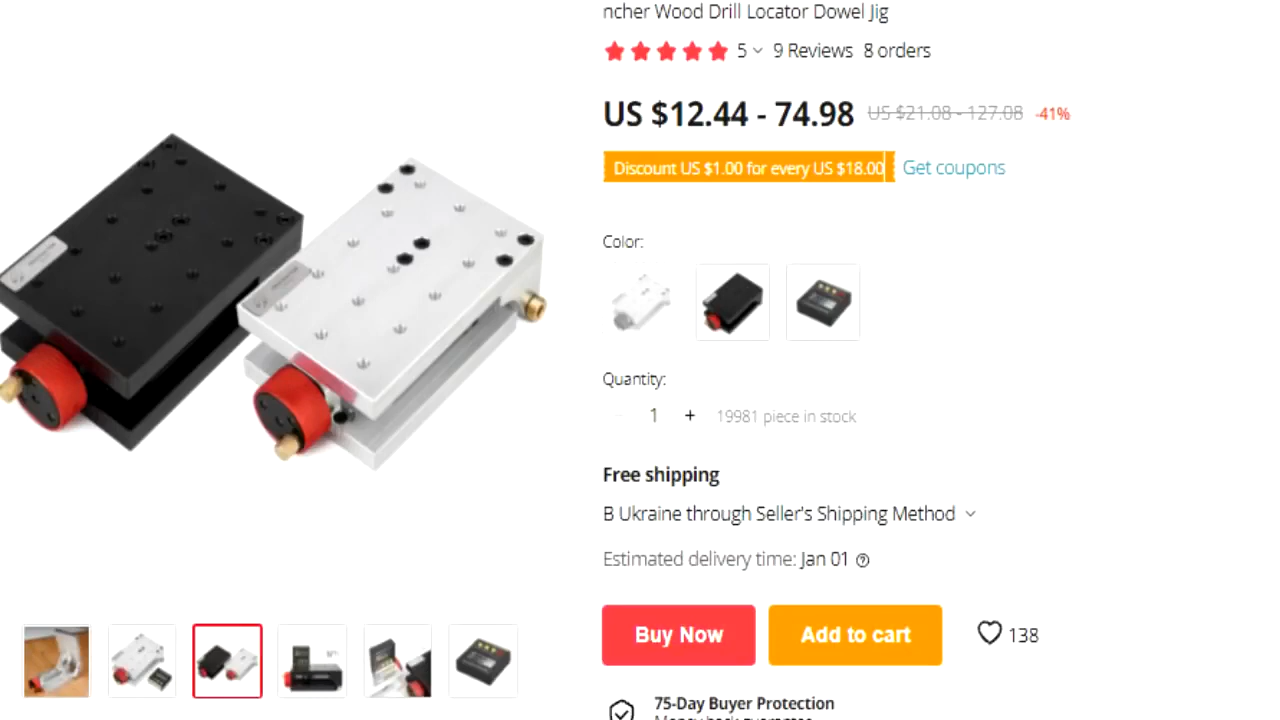 ncher Wood Drill Locator Dowel Jig
5 9 Reviews 8 orders
US $12.44 - 74.98 US $21.08 - 127.08 -41%
Discount US $1.00 for every US $18.00 Get coupons
Color:
Quantity:
- 1 + 19981 piece in stock
Free shipping
B Ukraine through Seller's Shipping Method
Estimated delivery time: Jan 01
Buy Now Add to cart 138
75-Day Buyer Protection
Money back guarantee